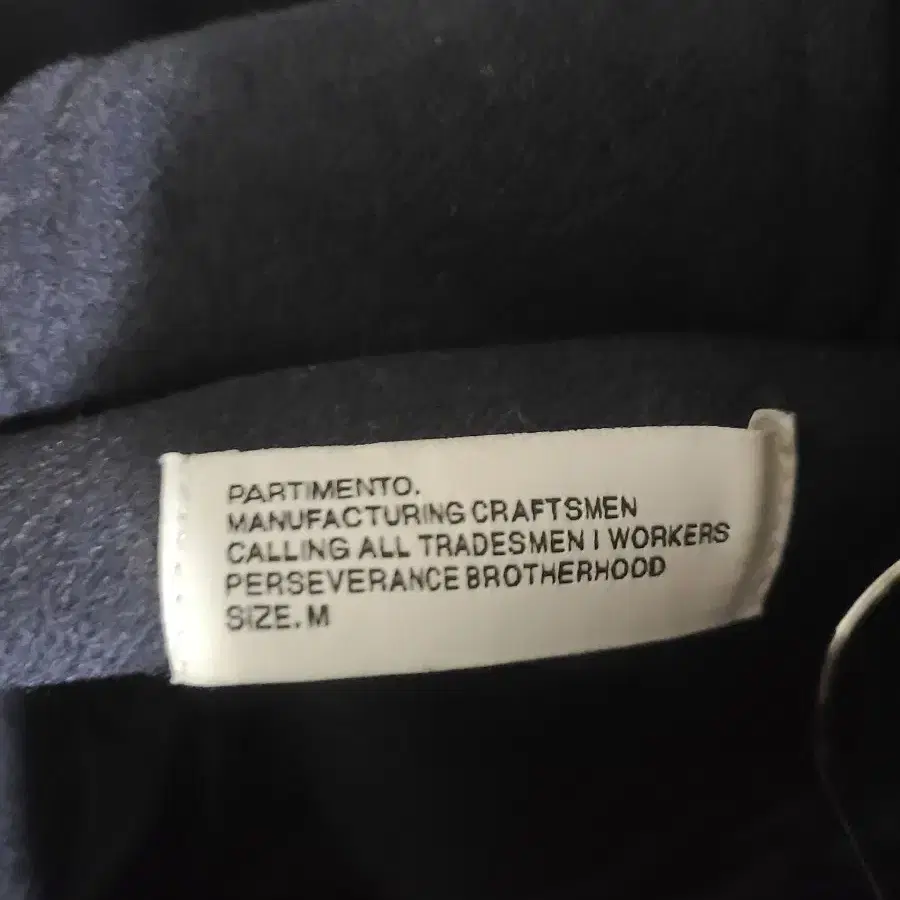 PARTIMENTO.
MANUFACTURING CRAFTSMEN
CALLING ALL TRADESMEN I WORKERS
PERSEVERANCE BROTHERHOOD
SIZE. M